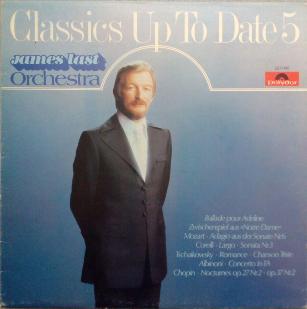 Classics Up To Date 5
James Last
Orchestra
Polydor
Ballade pour Adeline
Zwischenspiel aus »Notre Dame«
Mozart · Adagio aus der Sonate Nr.6
Corelli · Largo · Sonata Nr.3
Tschaikowsky · Romance · Chanson Triste
Albinoni · Concerto In FA
Chopin · Nocturnes op.27 Nr.2 · op.37 Nr.2